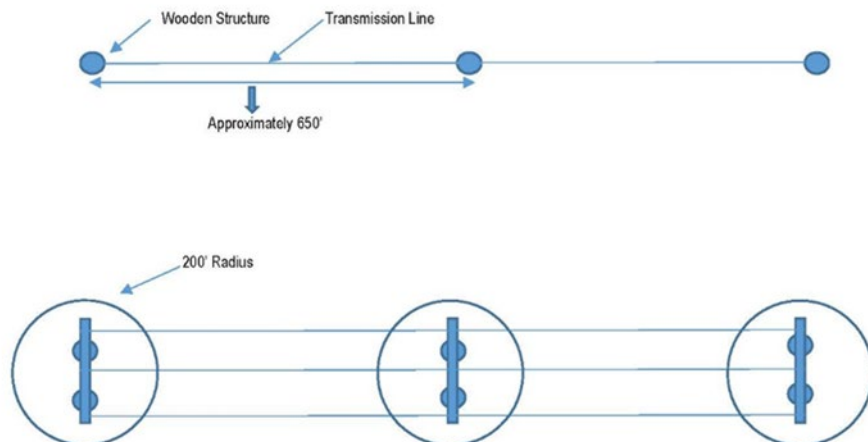 Wooden Structure
Transmission Line
Approximately 650'
200' Radius